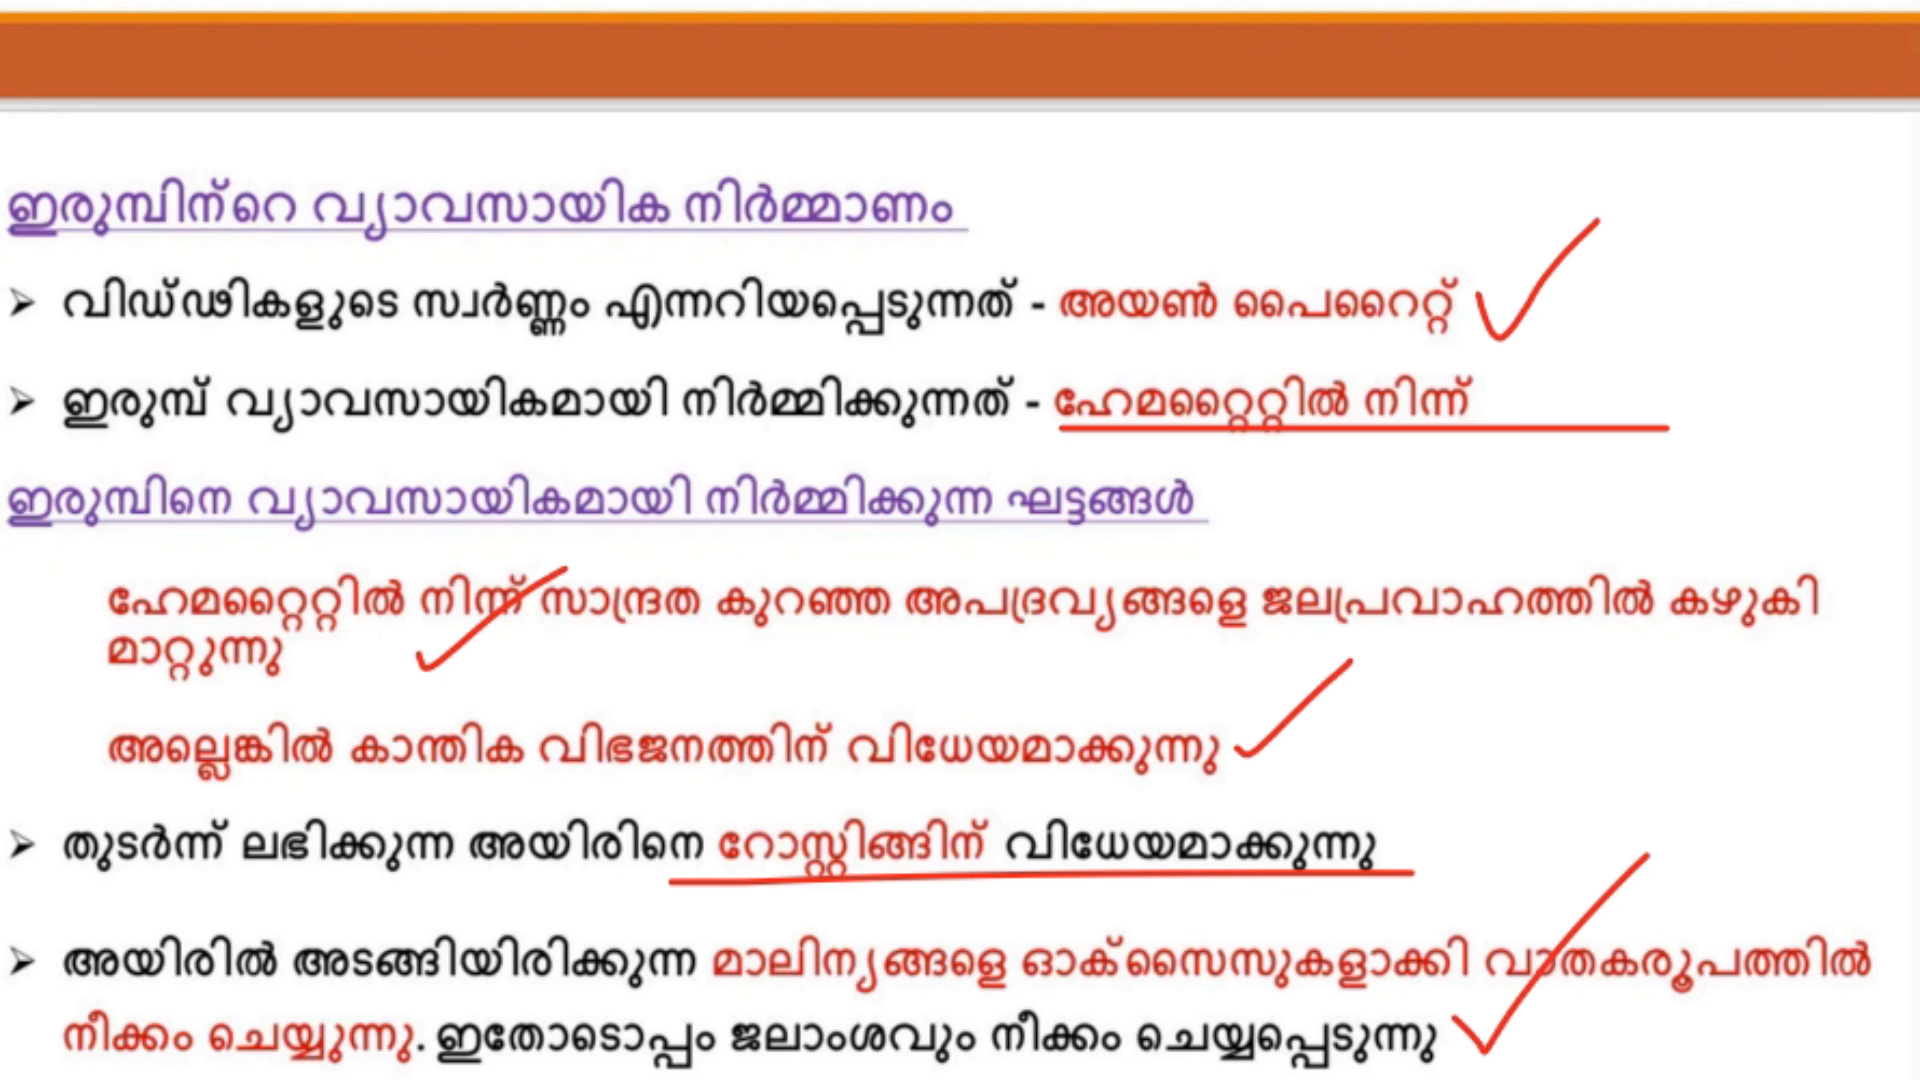 ഇരുമ്പിന്‌റെ വ്യാവസായിക നിർമ്മാണം
➢ വിഡ്‌ഢികളുടെ സ്വർണ്ണം എന്നറിയപ്പെടുന്നത് - അയൺ പൈറൈറ്റ്
➢ ഇരുമ്പ് വ്യാവസായികമായി നിർമ്മിക്കുന്നത് - ഹേമറ്റൈറ്റിൽ നിന്ന്
ഇരുമ്പിനെ വ്യാവസായികമായി നിർമ്മിക്കുന്ന ഘട്ടങ്ങൾ
ഹേമറ്റൈറ്റിൽ നിന്ന് സാന്ദ്രത കുറഞ്ഞ അപദ്രവ്യങ്ങളെ ജലപ്രവാഹത്തിൽ കഴുകി
മാറ്റുന്നു
അല്ലെങ്കിൽ കാന്തിക വിഭജനത്തിന് വിധേയമാക്കുന്നു
➢ തുടർന്ന് ലഭിക്കുന്ന അയിരിനെ റോസ്റ്റിങ്ങിന് വിധേയമാക്കുന്നു
➢ അയിരിൽ അടങ്ങിയിരിക്കുന്ന മാലിന്യങ്ങളെ ഓക്‌സൈസുകളാക്കി വാതകരൂപത്തിൽ
നീക്കം ചെയ്യുന്നു. ഇതോടൊപ്പം ജലാംശവും നീക്കം ചെയ്യപ്പെടുന്നു